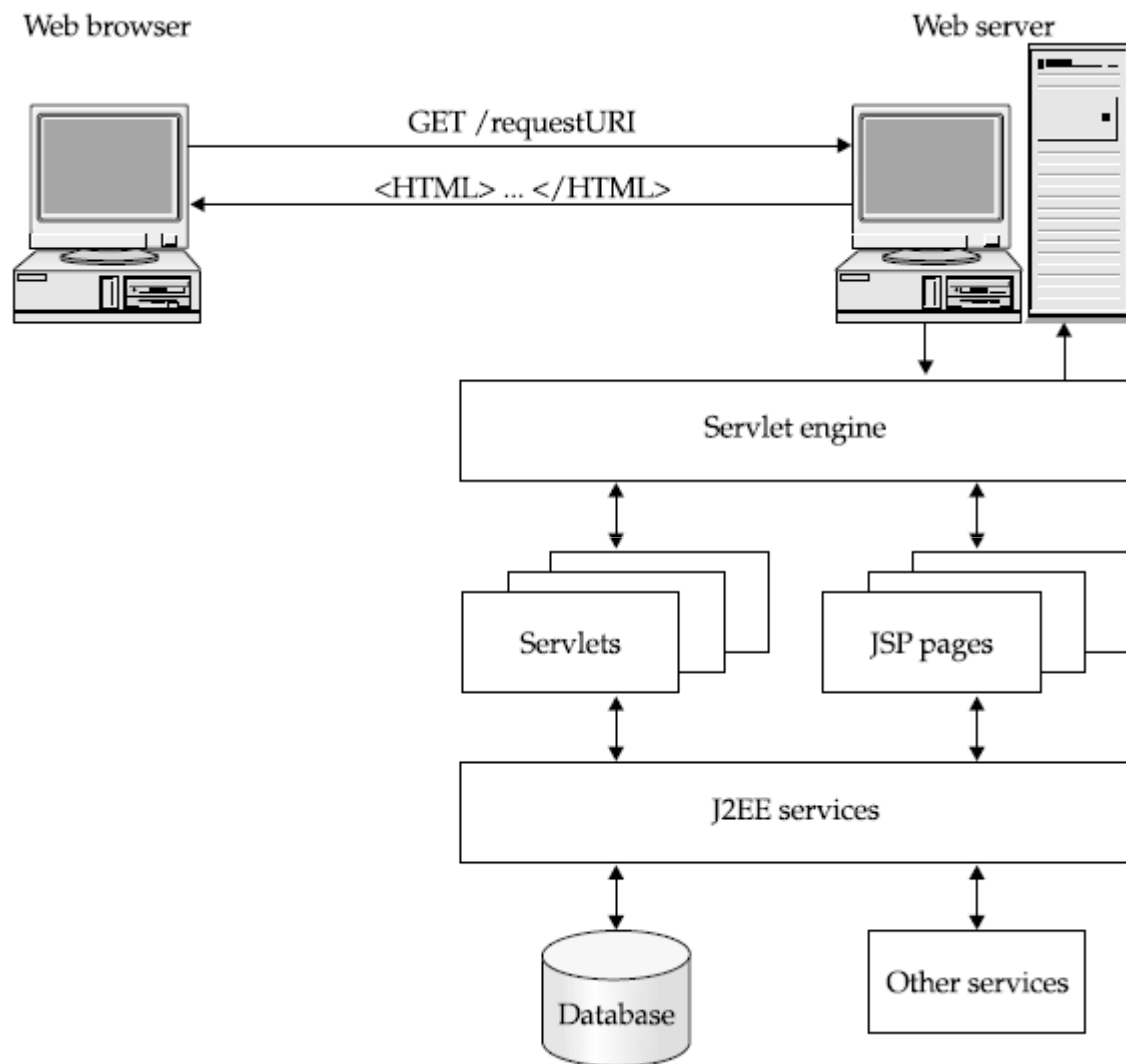 Web browser
Web server
GET /requestURI
<HTML> ... </HTML>
Servlet engine
Servlets
JSP pages
J2EE services
Database
Other services